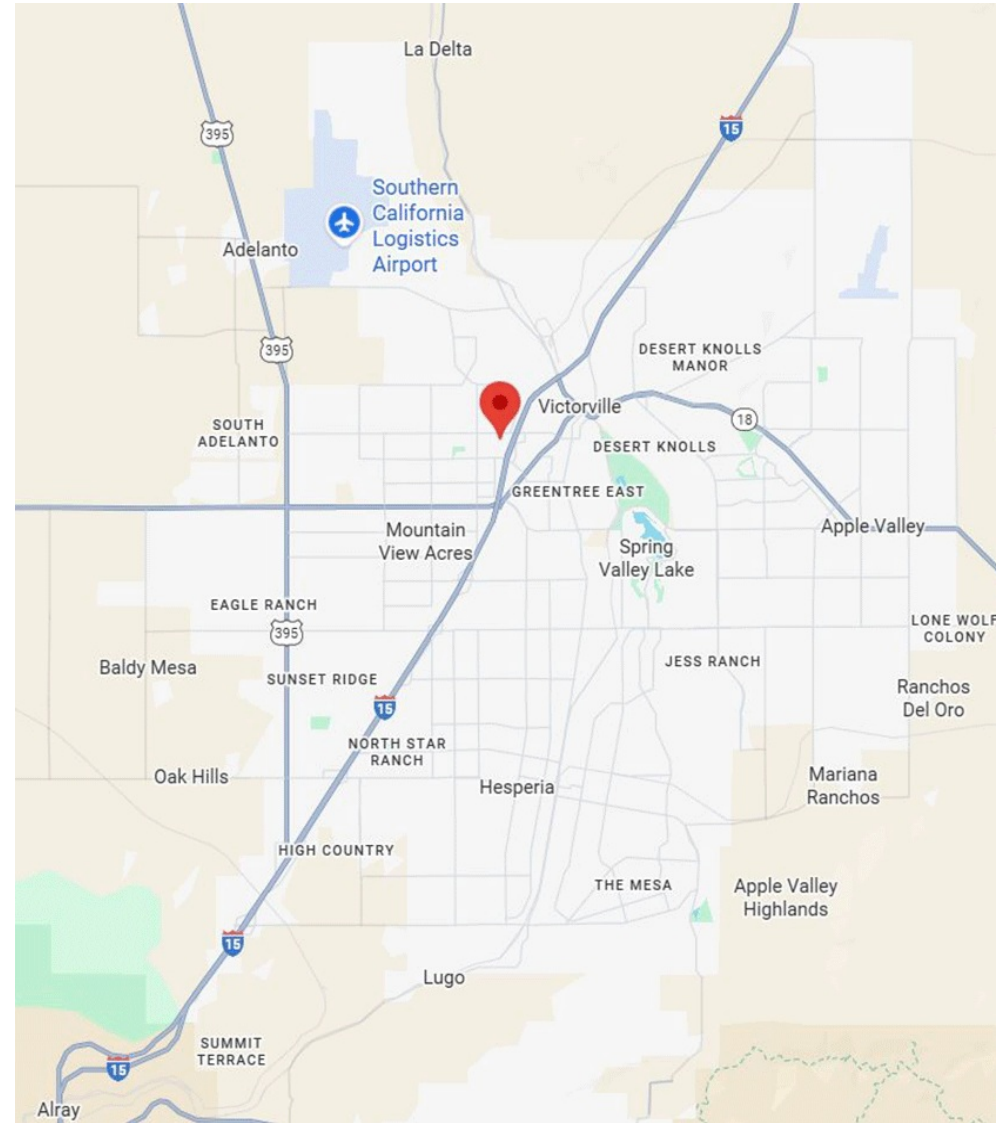 La Delta
395
15
Southern
California
Logistics
Airport
Adelanto
395
DESERT KNOLLS
MANOR
Victorville
18
SOUTH
ADELANTO
DESERT KNOLLS
GREENTREE EAST
Mountain
View Acres
Apple Valley
Spring
Valley Lake
EAGLE RANCH
395
LONE WOLF
COLONY
Baldy Mesa
JESS RANCH
SUNSET RIDGE
Ranchos
Del Oro
15
NORTH STAR
RANCH
Oak Hills
Hesperia
Mariana
Ranchos
HIGH COUNTRY
THE MESA
Apple Valley
Highlands
15
Lugo
SUMMIT
TERRACE
15
Alray